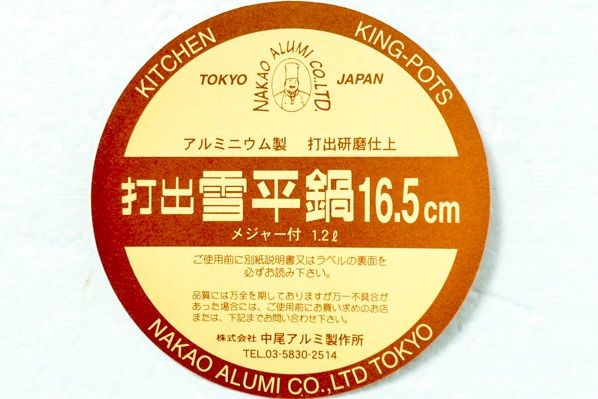 KITCHEN KING-POTS
NAKAO ALUMI CO.,LTD.
TOKYO JAPAN
アルミニウム製 打出研磨仕上
打出雪平鍋16.5cm
メジャー付 1.2ℓ
ご使用前に別紙説明書又はラベルの裏面を
必ずお読み下さい。
品質には万全を期しておりますが万一不具合が
あった場合には、ご使用前にお買い求めのお店
または、下記までお問い合わせ下さい。
株式会社 中尾アルミ製作所
TEL.03-5830-2514
NAKAO ALUMI CO.,LTD TOKYO